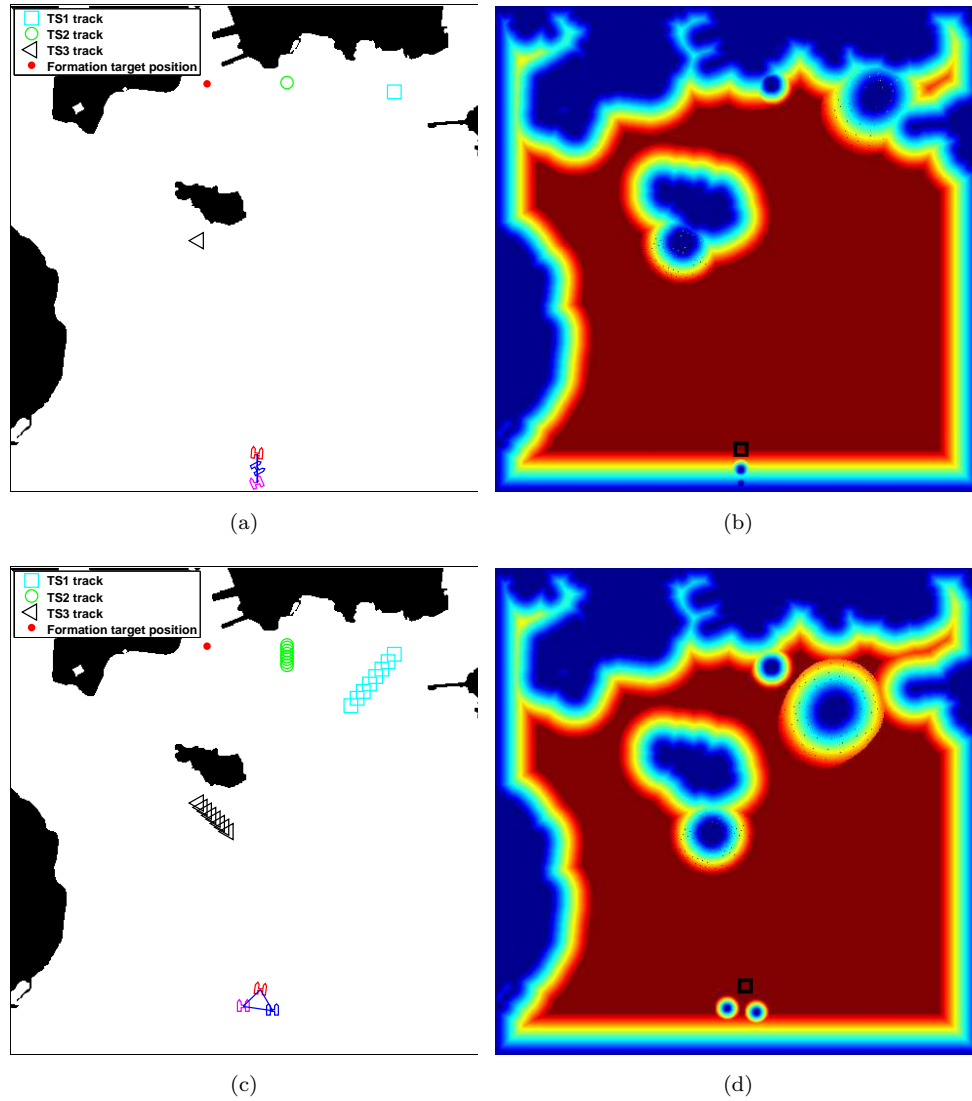 TS1 track
TS2 track
TS3 track
Formation target position
(a)
(b)
TS1 track
TS2 track
TS3 track
Formation target position
(c)
(d)